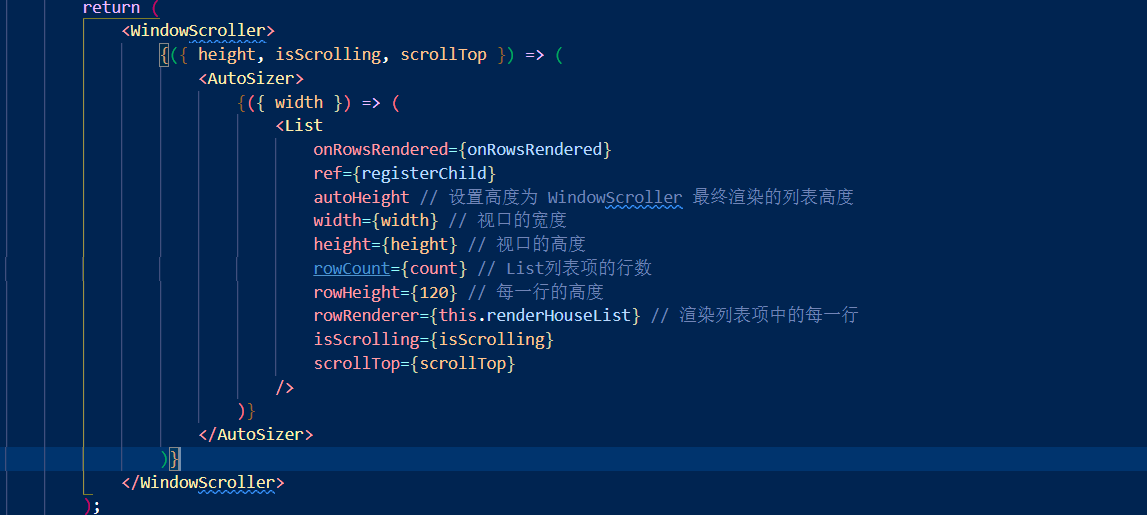 return (
<WindowScroller>
{({ height, isScrolling, scrollTop }) => (
<AutoSizer>
{({ width }) => (
<List
onRowsRendered={onRowsRendered}
ref={registerChild}
autoHeight // 设置高度为 WindowScroller 最终渲染的列表高度
width={width} // 视口的宽度
height={height} // 视口的高度
rowCount={count} // List列表项的行数
rowHeight={120} // 每一行的高度
rowRenderer={this.renderHouseList} // 渲染列表项中的每一行
isScrolling={isScrolling}
scrollTop={scrollTop}
/>
)}
</AutoSizer>
)}
</WindowScroller>
);